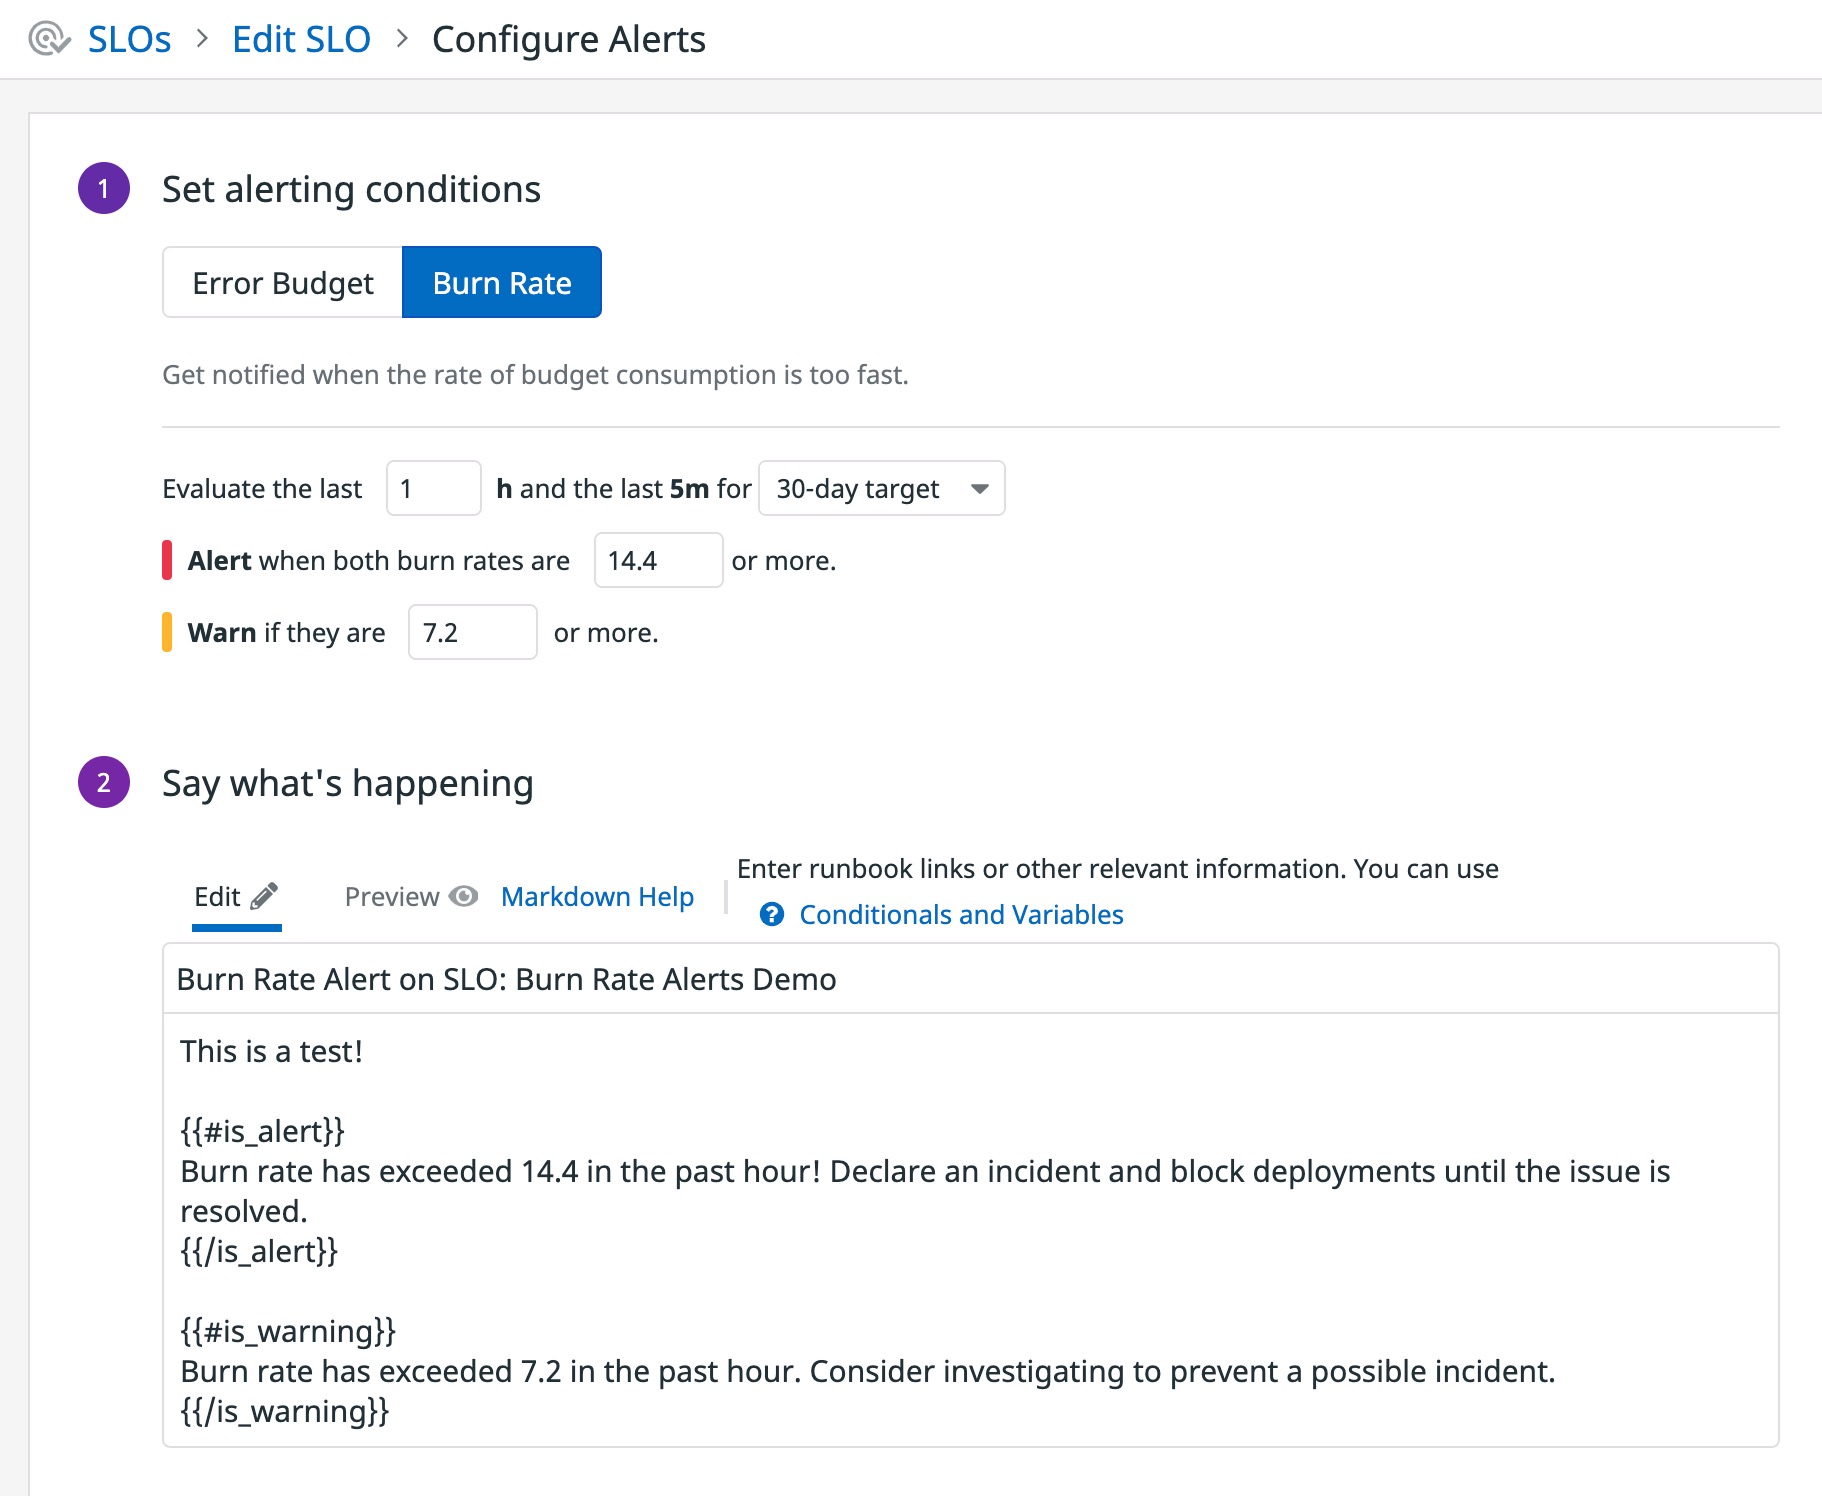 SLOs > Edit SLO > Configure Alerts
1 Set alerting conditions
Error Budget Burn Rate
Get notified when the rate of budget consumption is too fast.
Evaluate the last 1 h and the last 5m for 30-day target
Alert when both burn rates are 14.4 or more.
Warn if they are 7.2 or more.
2 Say what's happening
Edit Preview Markdown Help Enter runbook links or other relevant information. You can use
? Conditionals and Variables
Burn Rate Alert on SLO: Burn Rate Alerts Demo
This is a test!
{{#is_alert}}
Burn rate has exceeded 14.4 in the past hour! Declare an incident and block deployments until the issue is
resolved.
{{/is_alert}}
{{#is_warning}}
Burn rate has exceeded 7.2 in the past hour. Consider investigating to prevent a possible incident.
{{/is_warning}}